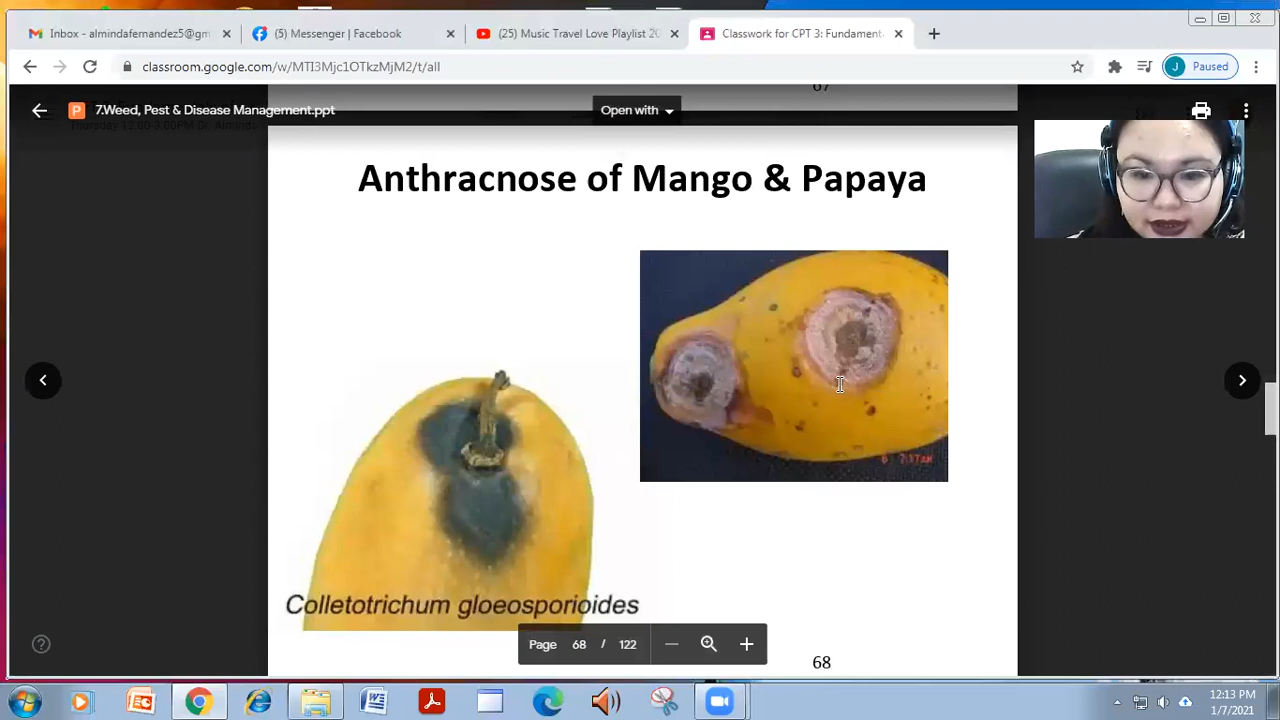 Inbox - almindafernandez5@gm
(5) Messenger | Facebook
(25) Music Travel Love Playlist 20
Classwork for CPT 3: Fundament
classroom.google.com/w/MTI3Mjc1OTkzMjM2/t/all
J Paused
67
P 7.Weed, Pest & Disease Management.ppt
Open with
Anthracnose of Mango & Papaya
Colletotrichum gloeosporioides
Page 68 / 122
68
12:13 PM
1/7/2021